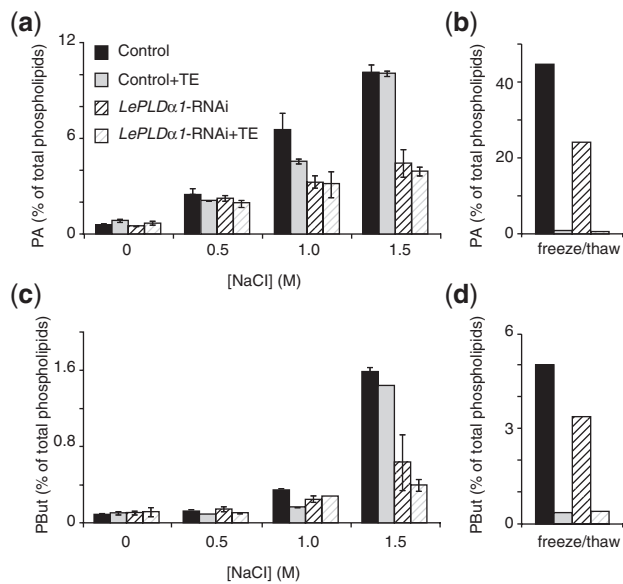 (a)
PA (% of total phospholipids)
12
6
0
Control
Control+TE
LePLDα1-RNAi
LePLDα1-RNAi+TE
0 0.5 1.0 1.5
[NaCl] (M)
(b)
PA (% of total phospholipids)
40
20
0
freeze/thaw
(c)
PBut (% of total phospholipids)
1.6
0.8
0
0 0.5 1.0 1.5
[NaCl] (M)
(d)
PBut (% of total phospholipids)
6
3
0
freeze/thaw